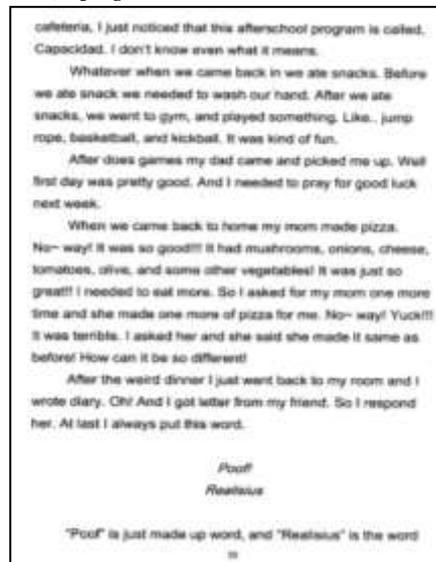 cafeteria, I just noticed that this afterschool program is called,
Capacidad. I don't know even what it means.
Whatever when we came back in we ate snacks. Before
we ate snack we needed to wash our hand. After we ate
snacks, we went to gym, and played something. Like.. jump
rope, basketball, and kickball. It was kind of fun.
After does games my dad came and picked me up. Well
first day was pretty good. And I needed to pray for good luck
next week.
When we came back to home my mom made pizza.
No~ way! It was so good!!! It had mushrooms, onions, cheese,
tomatoes, olive, and some other vegetables! It was just so
great!! I needed to eat more. So I asked for my mom one more
time and she made one more of pizza for me. No~ way! Yuck!!!
It was terrible. I asked her and she said she made it same as
before! How can it be so different!
After the weird dinner I just went back to my room and I
wrote diary. Oh! And I got letter from my friend. So I respond
her. At last I always put this word.
Poof!
Realisius
"Poof" is just made up word, and "Realisius" is the word